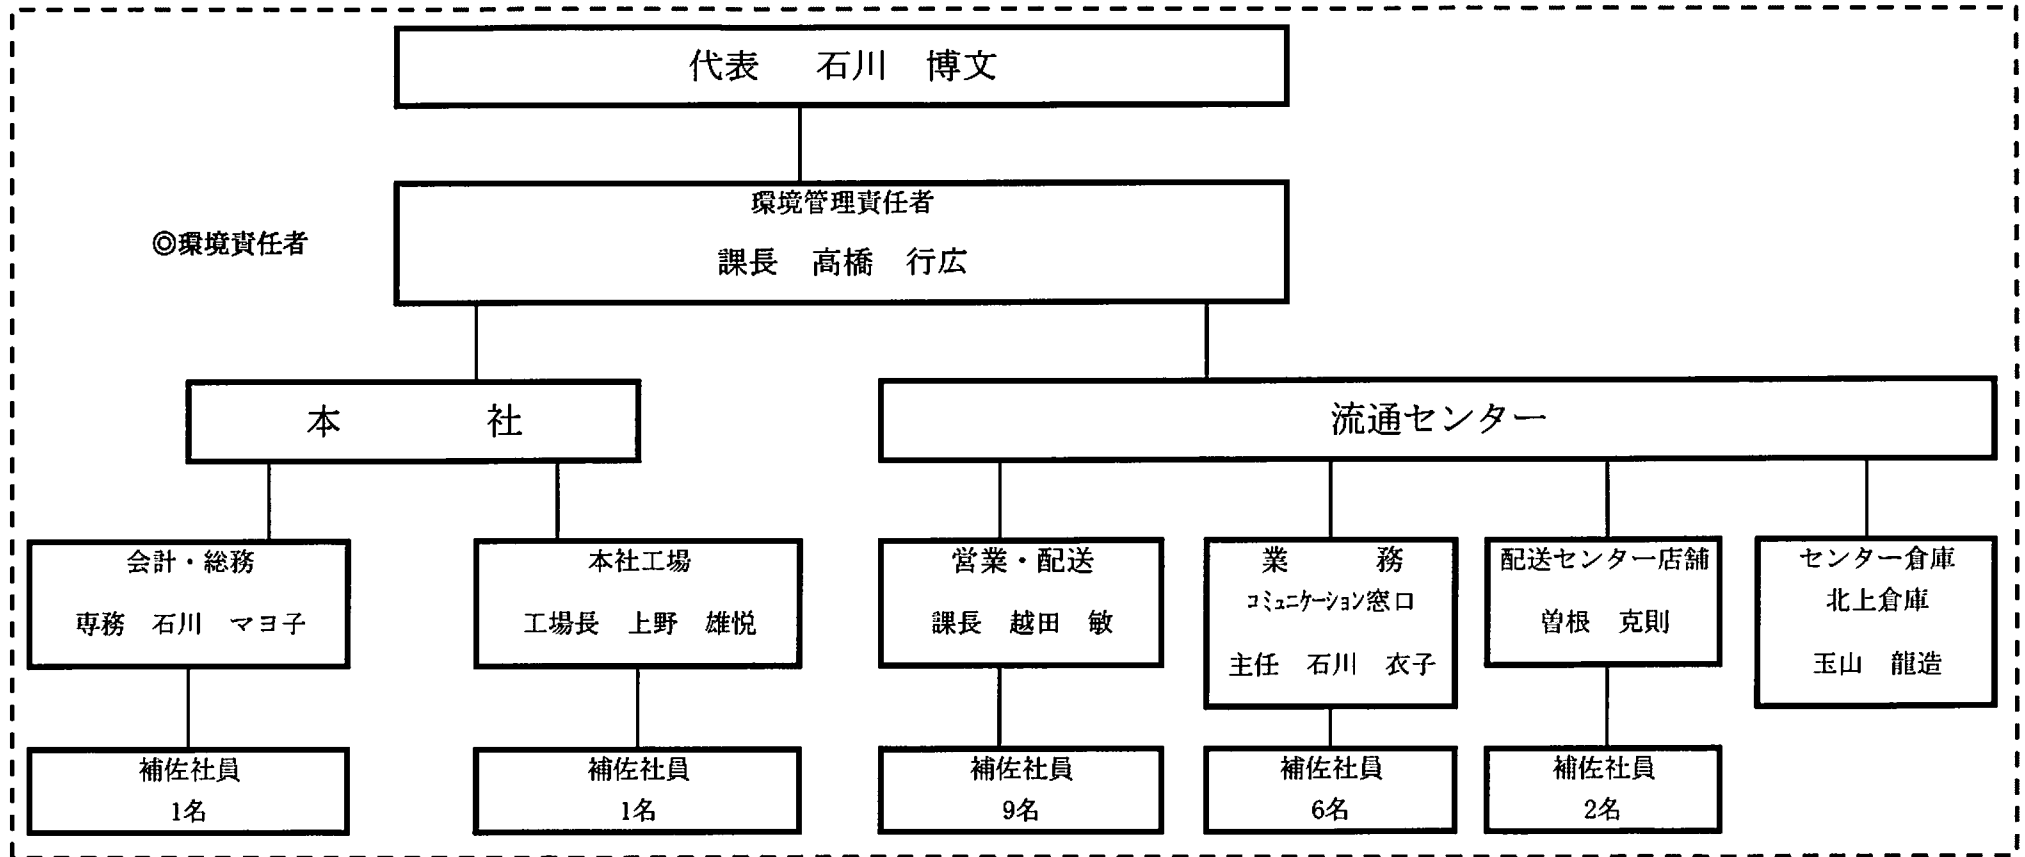 代表　石川　博文
環境管理責任者
◎環境責任者
課長　高橋　行広
本　社
流通センター
会計・総務
専務　石川　マヨ子
本社工場
工場長　上野　雄悦
営業・配送
課長　越田　敏
業　務
ｺﾐｭﾆｹｰｼｮﾝ窓口
主任　石川　衣子
配送センター店舗
曽根　克則
センター倉庫
北上倉庫
玉山　龍造
補佐社員
1名
補佐社員
1名
補佐社員
9名
補佐社員
6名
補佐社員
2名